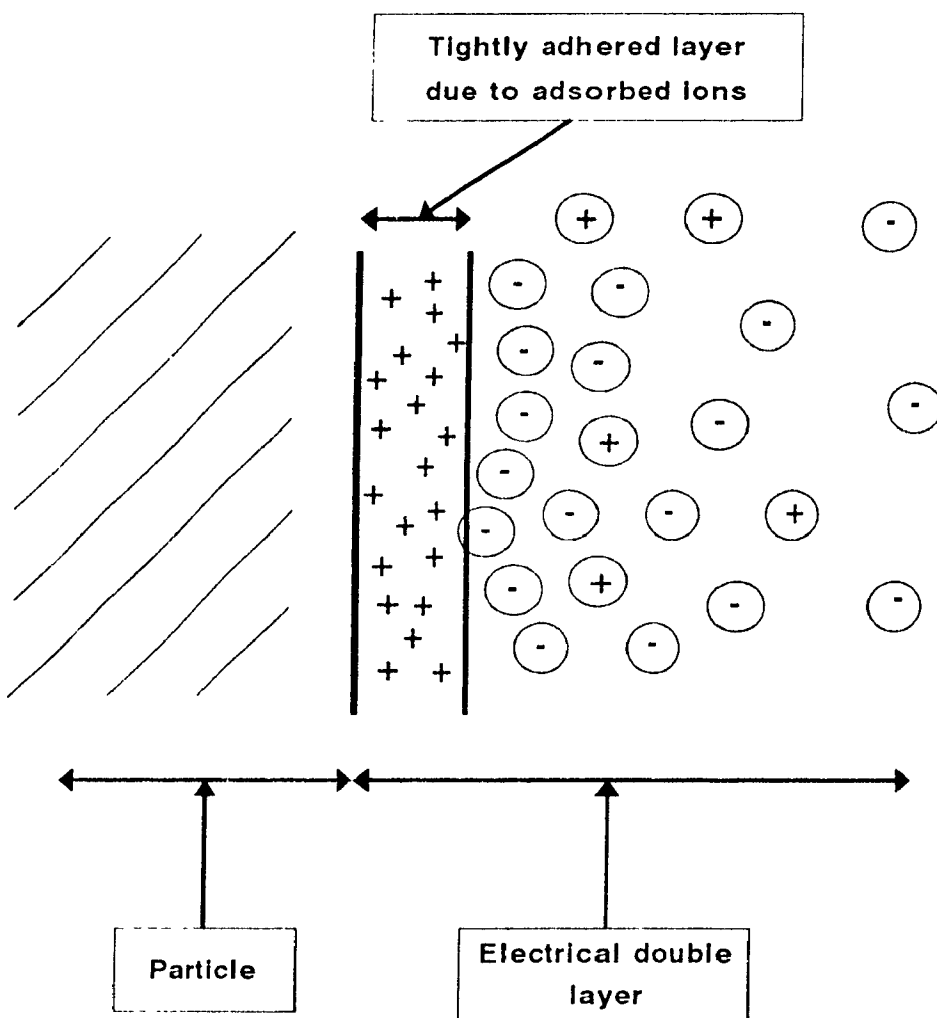 Tightly adhered layer
due to adsorbed ions
Particle
Electrical double
layer